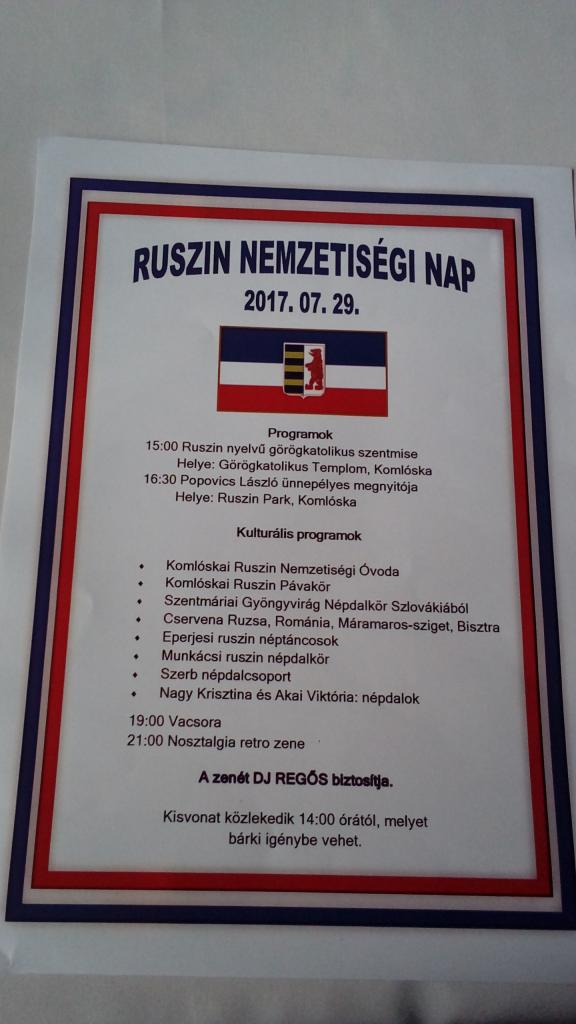 RUSZIN NEMZETISÉGI NAP
2017. 07. 29.
Programok
15:00 Ruszin nyelvű görögkatolikus szentmise
Helye: Görögkatolikus Templom, Komlóska
16:30 Popovics László ünnepélyes megnyitója
Helye: Ruszin Park, Komlóska
Kulturális programok
♦ Komlóskai Ruszin Nemzetiségi Óvoda
♦ Komlóskai Ruszin Pávakör
♦ Szentmáriai Gyöngyvirág Népdalkör Szlovákiából
♦ Cservena Ruzsa, Románia, Máramaros-sziget, Bisztra
♦ Eperjesi ruszin néptáncosok
♦ Munkácsi ruszin népdalkör
♦ Szerb népdalcsoport
♦ Nagy Krisztina és Akai Viktória: népdalok
19:00 Vacsora
21:00 Nosztalgia retro zene
A zenét DJ REGŐS biztosítja.
Kisvonat közlekedik 14:00 órától, melyet
bárki igénybe vehet.